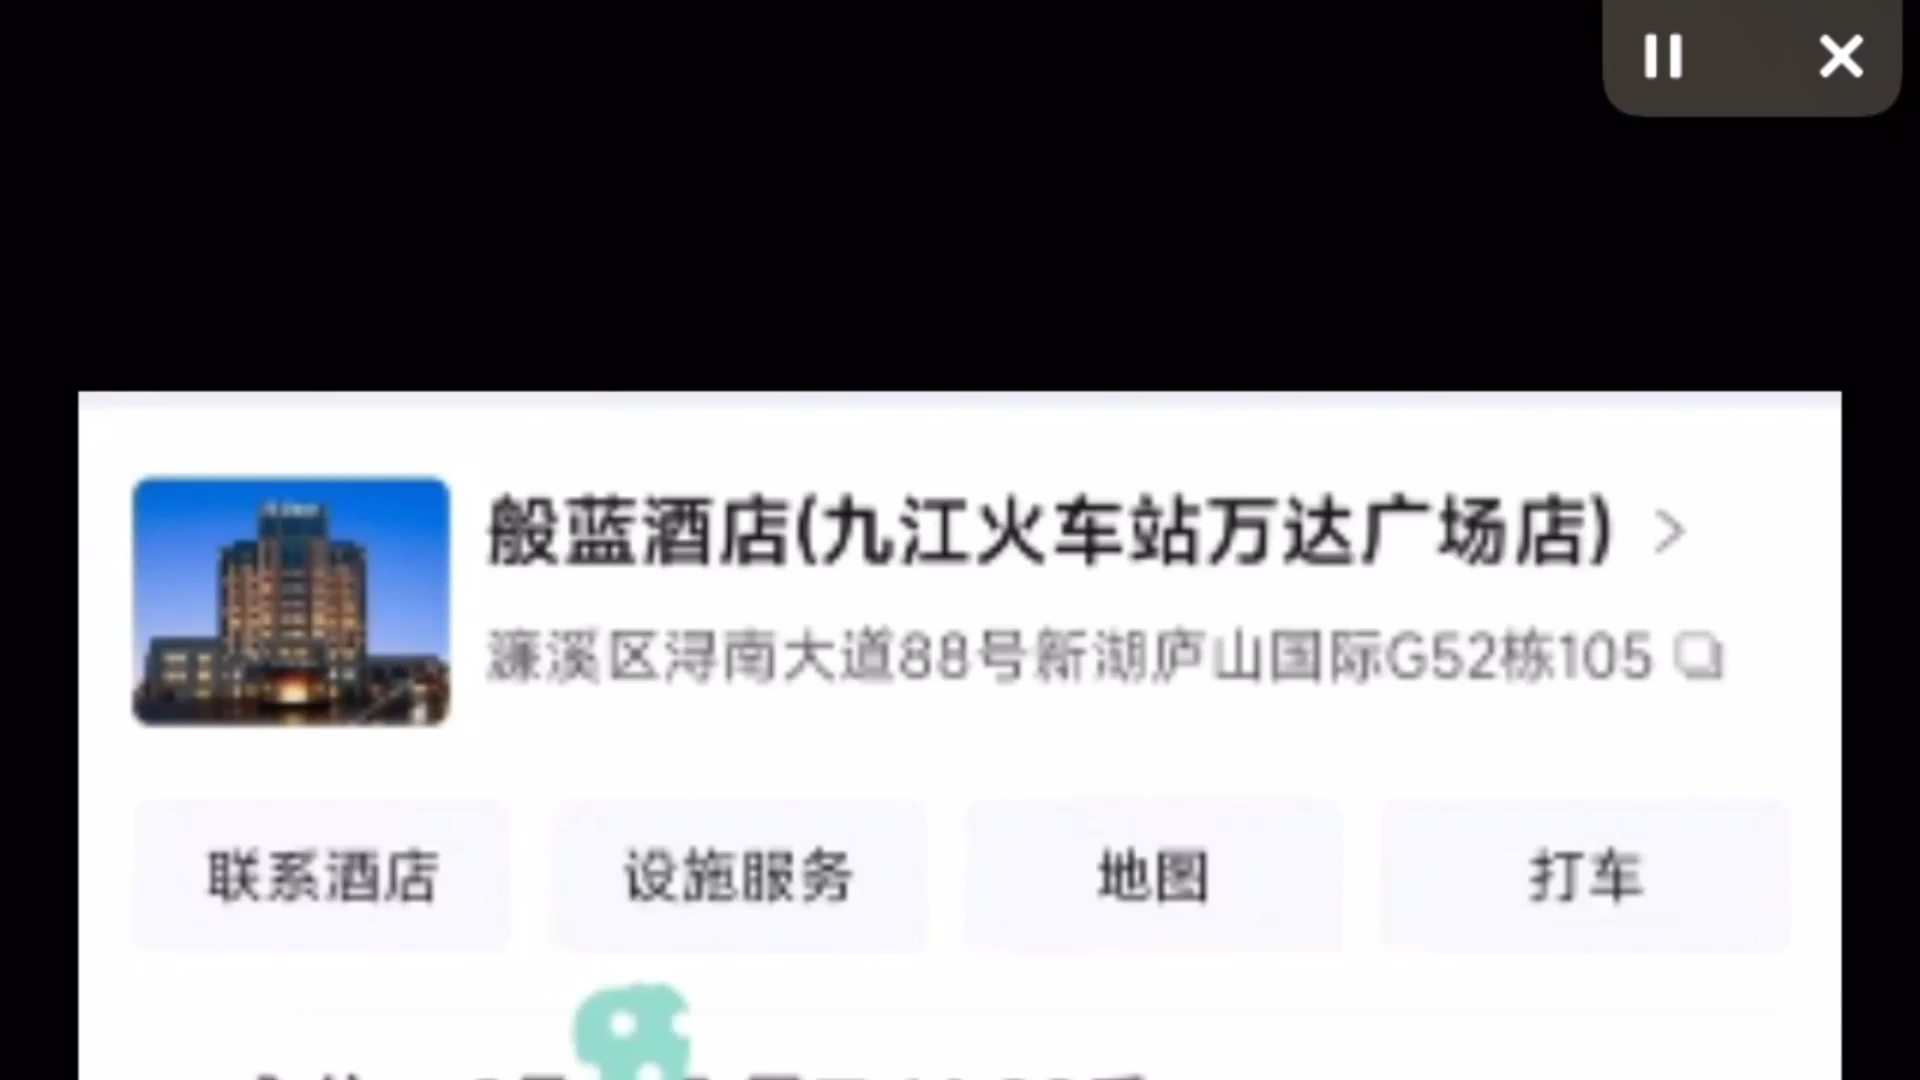 般蓝酒店(九江火车站万达广场店)
濂溪区浔南大道88号新湖庐山国际G52栋105
联系酒店
设施服务
地图
打车